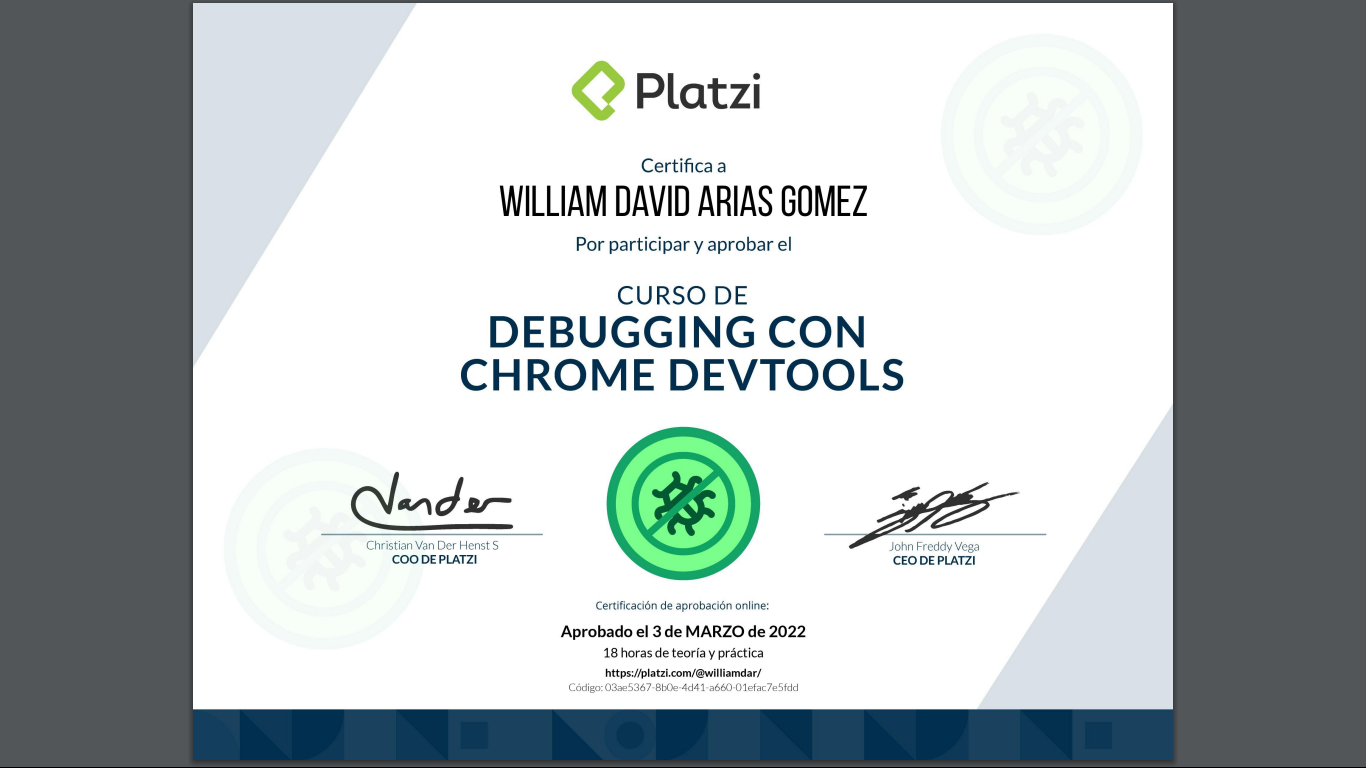 Platzi
Certifica a
WILLIAM DAVID ARIAS GOMEZ
Por participar y aprobar el
CURSO DE
DEBUGGING CON
CHROME DEVTOOLS
Vander
Christian Van Der Henst S
COO DE PLATZI
John Freddy Vega
CEO DE PLATZI
Certificación de aprobación online:
Aprobado el 3 de MARZO de 2022
18 horas de teoría y práctica
https://platzi.com/@williamdar/
Código: 03ae5367-8b0e-4d41-a660-01efac7e5fdd